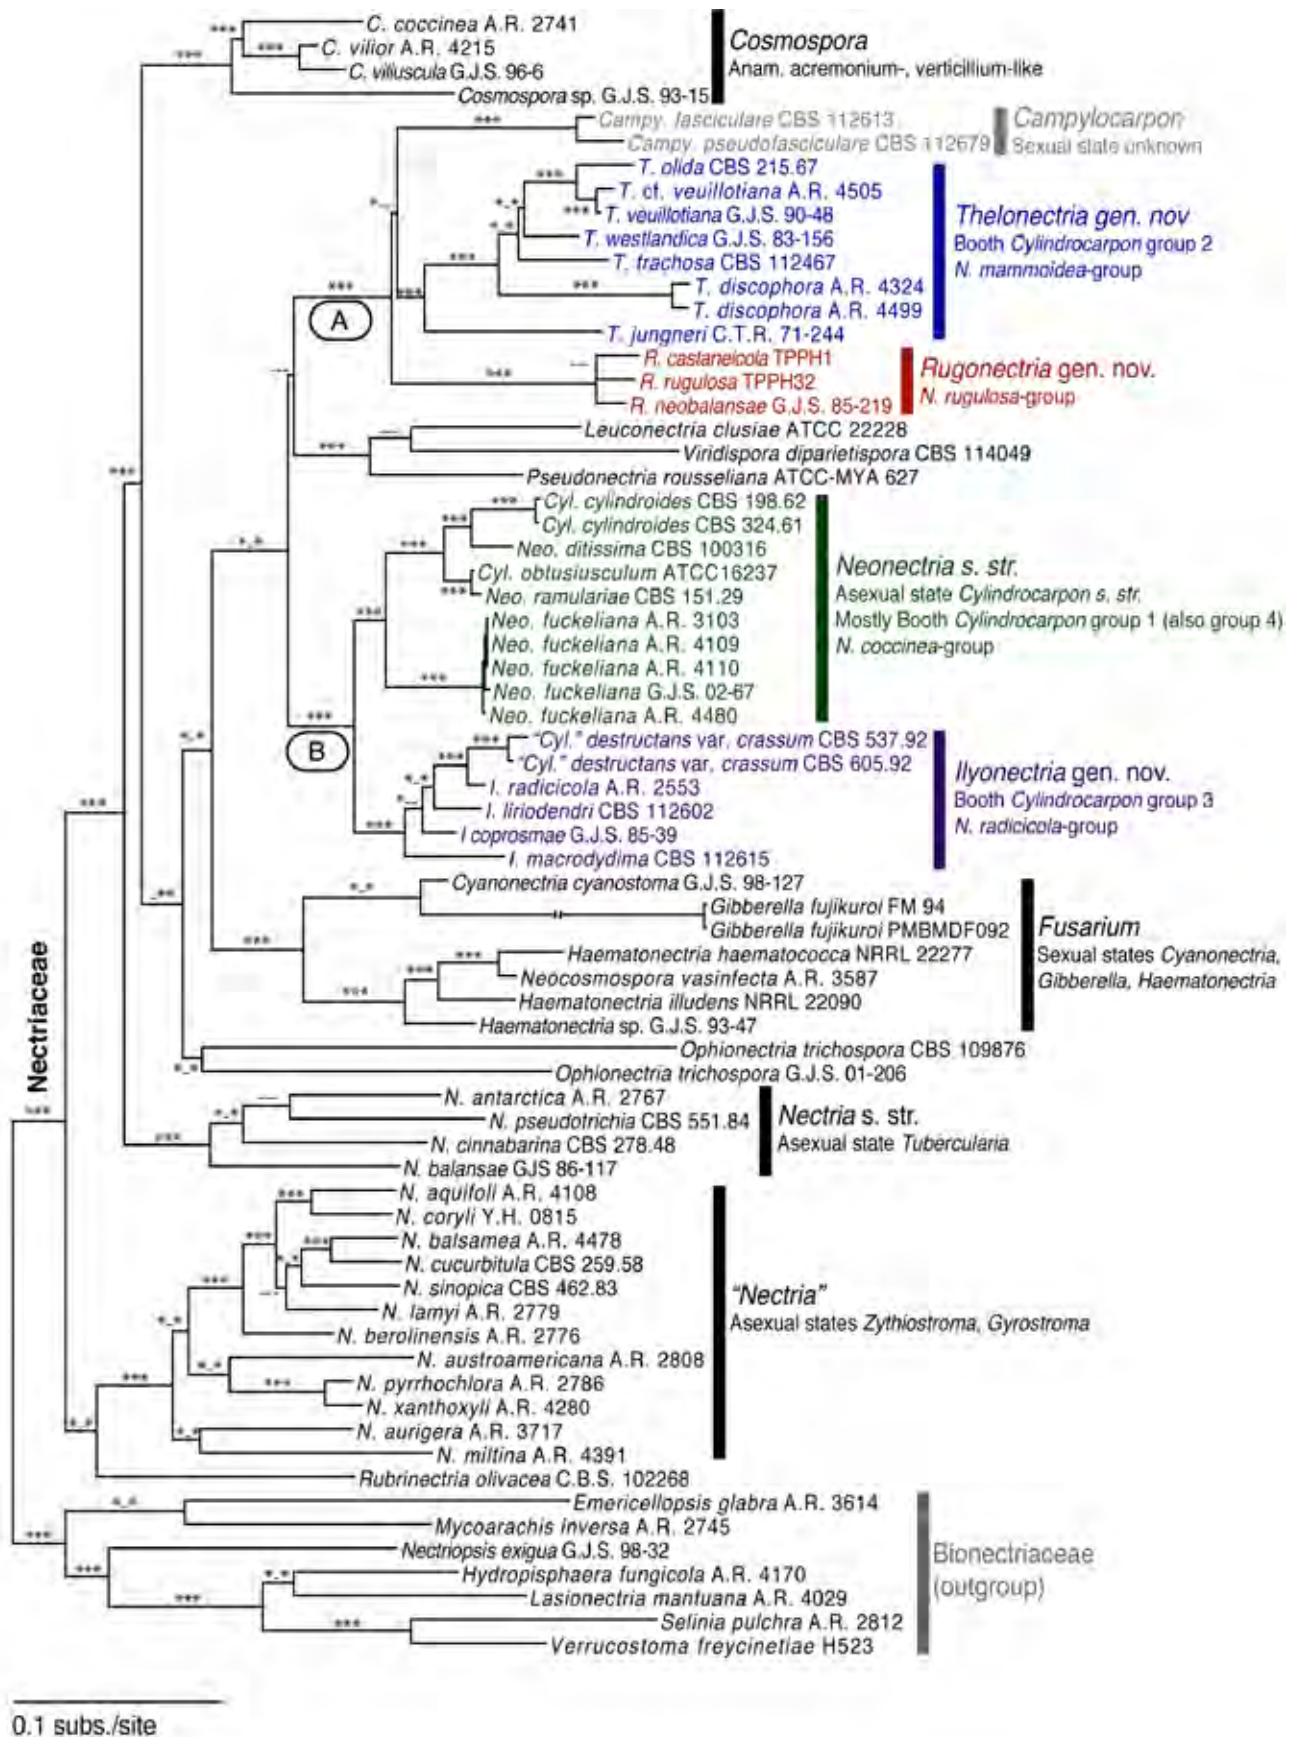 C. coccinea A.R. 2741
C. vilior A.R. 4215
C. villuscula G.J.S. 96-6
Cosmospora sp. G.J.S. 93-15
Cosmospora
Anam. acremonium-, verticillium-like
Campy. fasciculare CBS 112613
Campy. pseudofasciculare CBS 112679
Campylocarpon
Sexual state unknown
T. olida CBS 215.67
T. cf. veuillotiana A.R. 4505
T. veuillotiana G.J.S. 90-48
T. westlandica G.J.S. 83-156
T. trachosa CBS 112467
T. discophora A.R. 4324
T. discophora A.R. 4499
T. jungneri C.T.R. 71-244
Thelonectria gen. nov
Booth Cylindrocarpon group 2
N. mammoidea-group
A
R. castaneicola TPPH1
R. rugulosa TPPH32
R. neobalansae G.J.S. 85-219
Rugonectria gen. nov.
N. rugulosa-group
Leuconectria clusiae ATCC 22228
Viridispora diparietispora CBS 114049
Pseudonectria rousseliana ATCC-MYA 627
Cyl. cylindroides CBS 198.62
Cyl. cylindroides CBS 324.61
Neo. ditissima CBS 100316
Cyl. obtusiusculum ATCC16237
Neo. ramulariae CBS 151.29
Neo. fuckeliana A.R. 3103
Neo. fuckeliana A.R. 4109
Neo. fuckeliana A.R. 4110
Neo. fuckeliana G.J.S. 02-67
Neo. fuckeliana A.R. 4480
Neonectria s. str.
Asexual state Cylindrocarpon s. str.
Mostly Booth Cylindrocarpon group 1 (also group 4)
N. coccinea-group
B
"Cyl." destructans var. crassum CBS 537.92
"Cyl." destructans var. crassum CBS 605.92
I. radicicola A.R. 2553
I. liriodendri CBS 112602
I coprosmae G.J.S. 85-39
I. macrodydima CBS 112615
Ilyonectria gen. nov.
Booth Cylindrocarpon group 3
N. radicicola-group
Cyanonectria cyanostoma G.J.S. 98-127
Gibberella fujikuroi FM 94
Gibberella fujikuroi PMBMDF092
Haematonectria haematococca NRRL 22277
Neocosmospora vasinfecta A.R. 3587
Haematonectria illudens NRRL 22090
Haematonectria sp. G.J.S. 93-47
Fusarium
Sexual states Cyanonectria,
Gibberella, Haematonectria
Nectriaceae
Ophionectria trichospora CBS 109876
Ophionectria trichospora G.J.S. 01-206
N. antarctica A.R. 2767
N. pseudotrichia CBS 551.84
N. cinnabarina CBS 278.48
N. balansae GJS 86-117
Nectria s. str.
Asexual state Tubercularia
N. aquifoli A.R. 4108
N. coryli Y.H. 0815
N. balsamea A.R. 4478
N. cucurbitula CBS 259.58
N. sinopica CBS 462.83
N. lamyi A.R. 2779
N. berolinensis A.R. 2776
N. austroamericana A.R. 2808
N. pyrrhochlora A.R. 2786
N. xanthoxyli A.R. 4280
N. aurigera A.R. 3717
N. miltina A.R. 4391
"Nectria"
Asexual states Zythiostroma, Gyrostroma
Rubrinectria olivacea C.B.S. 102268
Emericellopsis glabra A.R. 3614
Mycoarachis inversa A.R. 2745
Nectriopsis exigua G.J.S. 98-32
Hydropisphaera fungicola A.R. 4170
Lasionectria mantuana A.R. 4029
Selinia pulchra A.R. 2812
Verrucostoma freycinetiae H523
Bionectriaceae
(outgroup)
0.1 subs./site